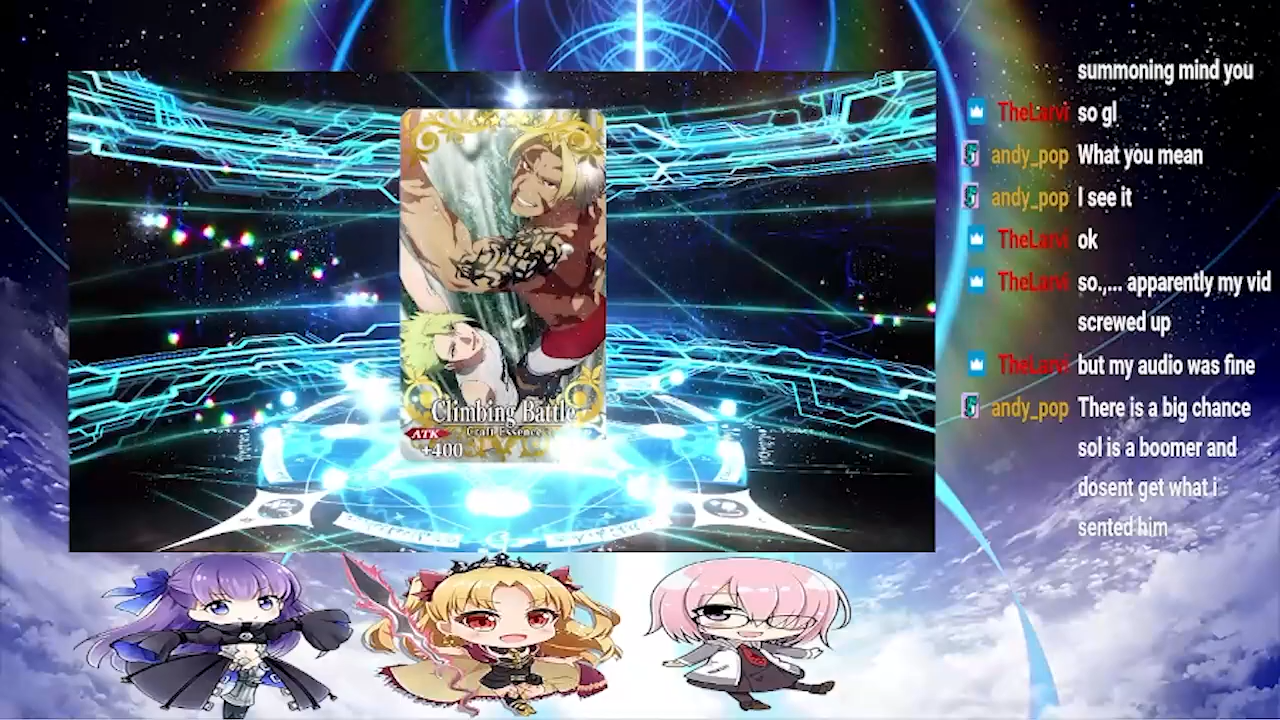 summoning mind you
TheLarvi so gl
andy_pop What you mean
andy_pop I see it
TheLarvi ok
TheLarvi so.,... apparently my vid
screwed up
TheLarvi but my audio was fine
andy_pop There is a big chance
sol is a boomer and
dosent get what i
sented him
Climbing Battle
Craft Essence
ATK
+400